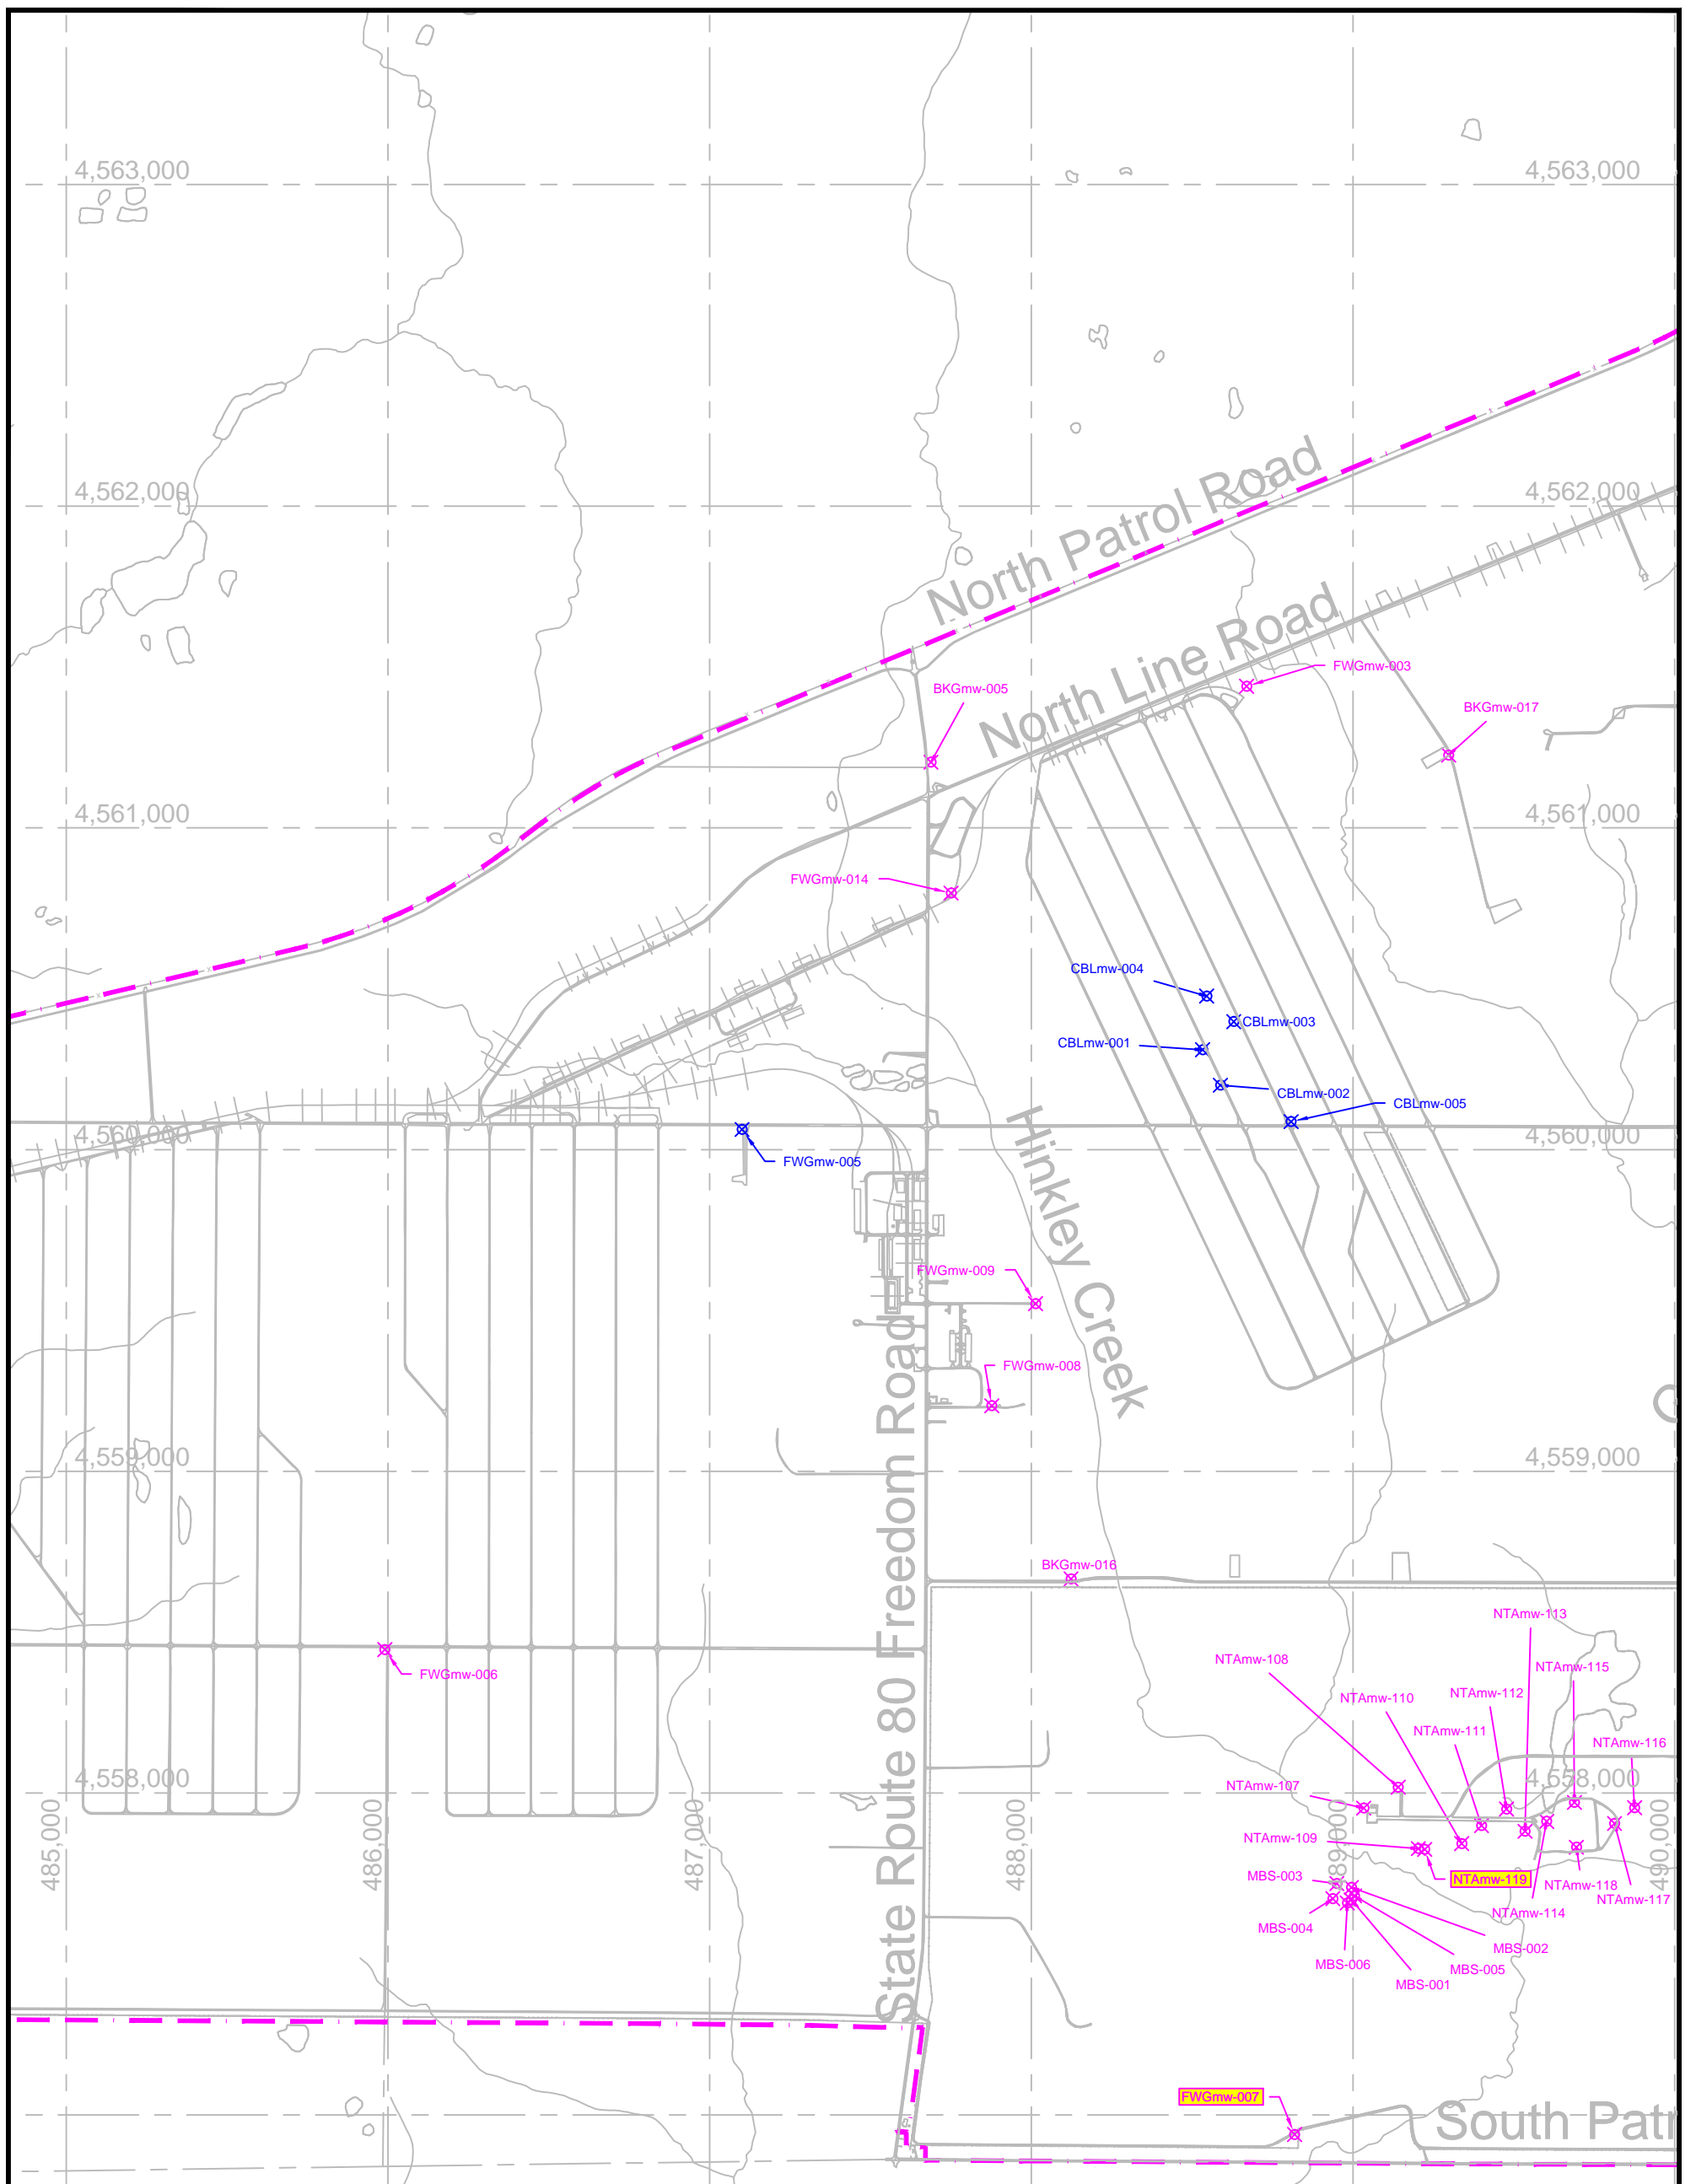 4,563,000
4,563,000
North Patrol Road
4,562,000
4,562,000
North Line Road
FWGmw-003
BKGmw-005
BKGmw-017
4,561,000
4,561,000
FWGmw-014
CBLmw-004
CBLmw-003
CBLmw-001
CBLmw-002
CBLmw-005
4,560,000
4,560,000
FWGmw-005
Hinkley Creek
FWGmw-009
FWGmw-008
4,559,000
4,559,000
State Route 80 Freedom Road
BKGmw-016
NTAmw-113
FWGmw-006
NTAmw-108
NTAmw-115
NTAmw-110
NTAmw-112
NTAmw-111
NTAmw-116
4,558,000
4,658,000
NTAmw-107
485,000
486,000
487,000
488,000
489,000
490,000
NTAmw-109
MBS-003
NTAmw-119
NTAmw-118
NTAmw-117
NTAmw-114
MBS-004
MBS-002
MBS-006
MBS-005
MBS-001
FWGmw-007
South Patr